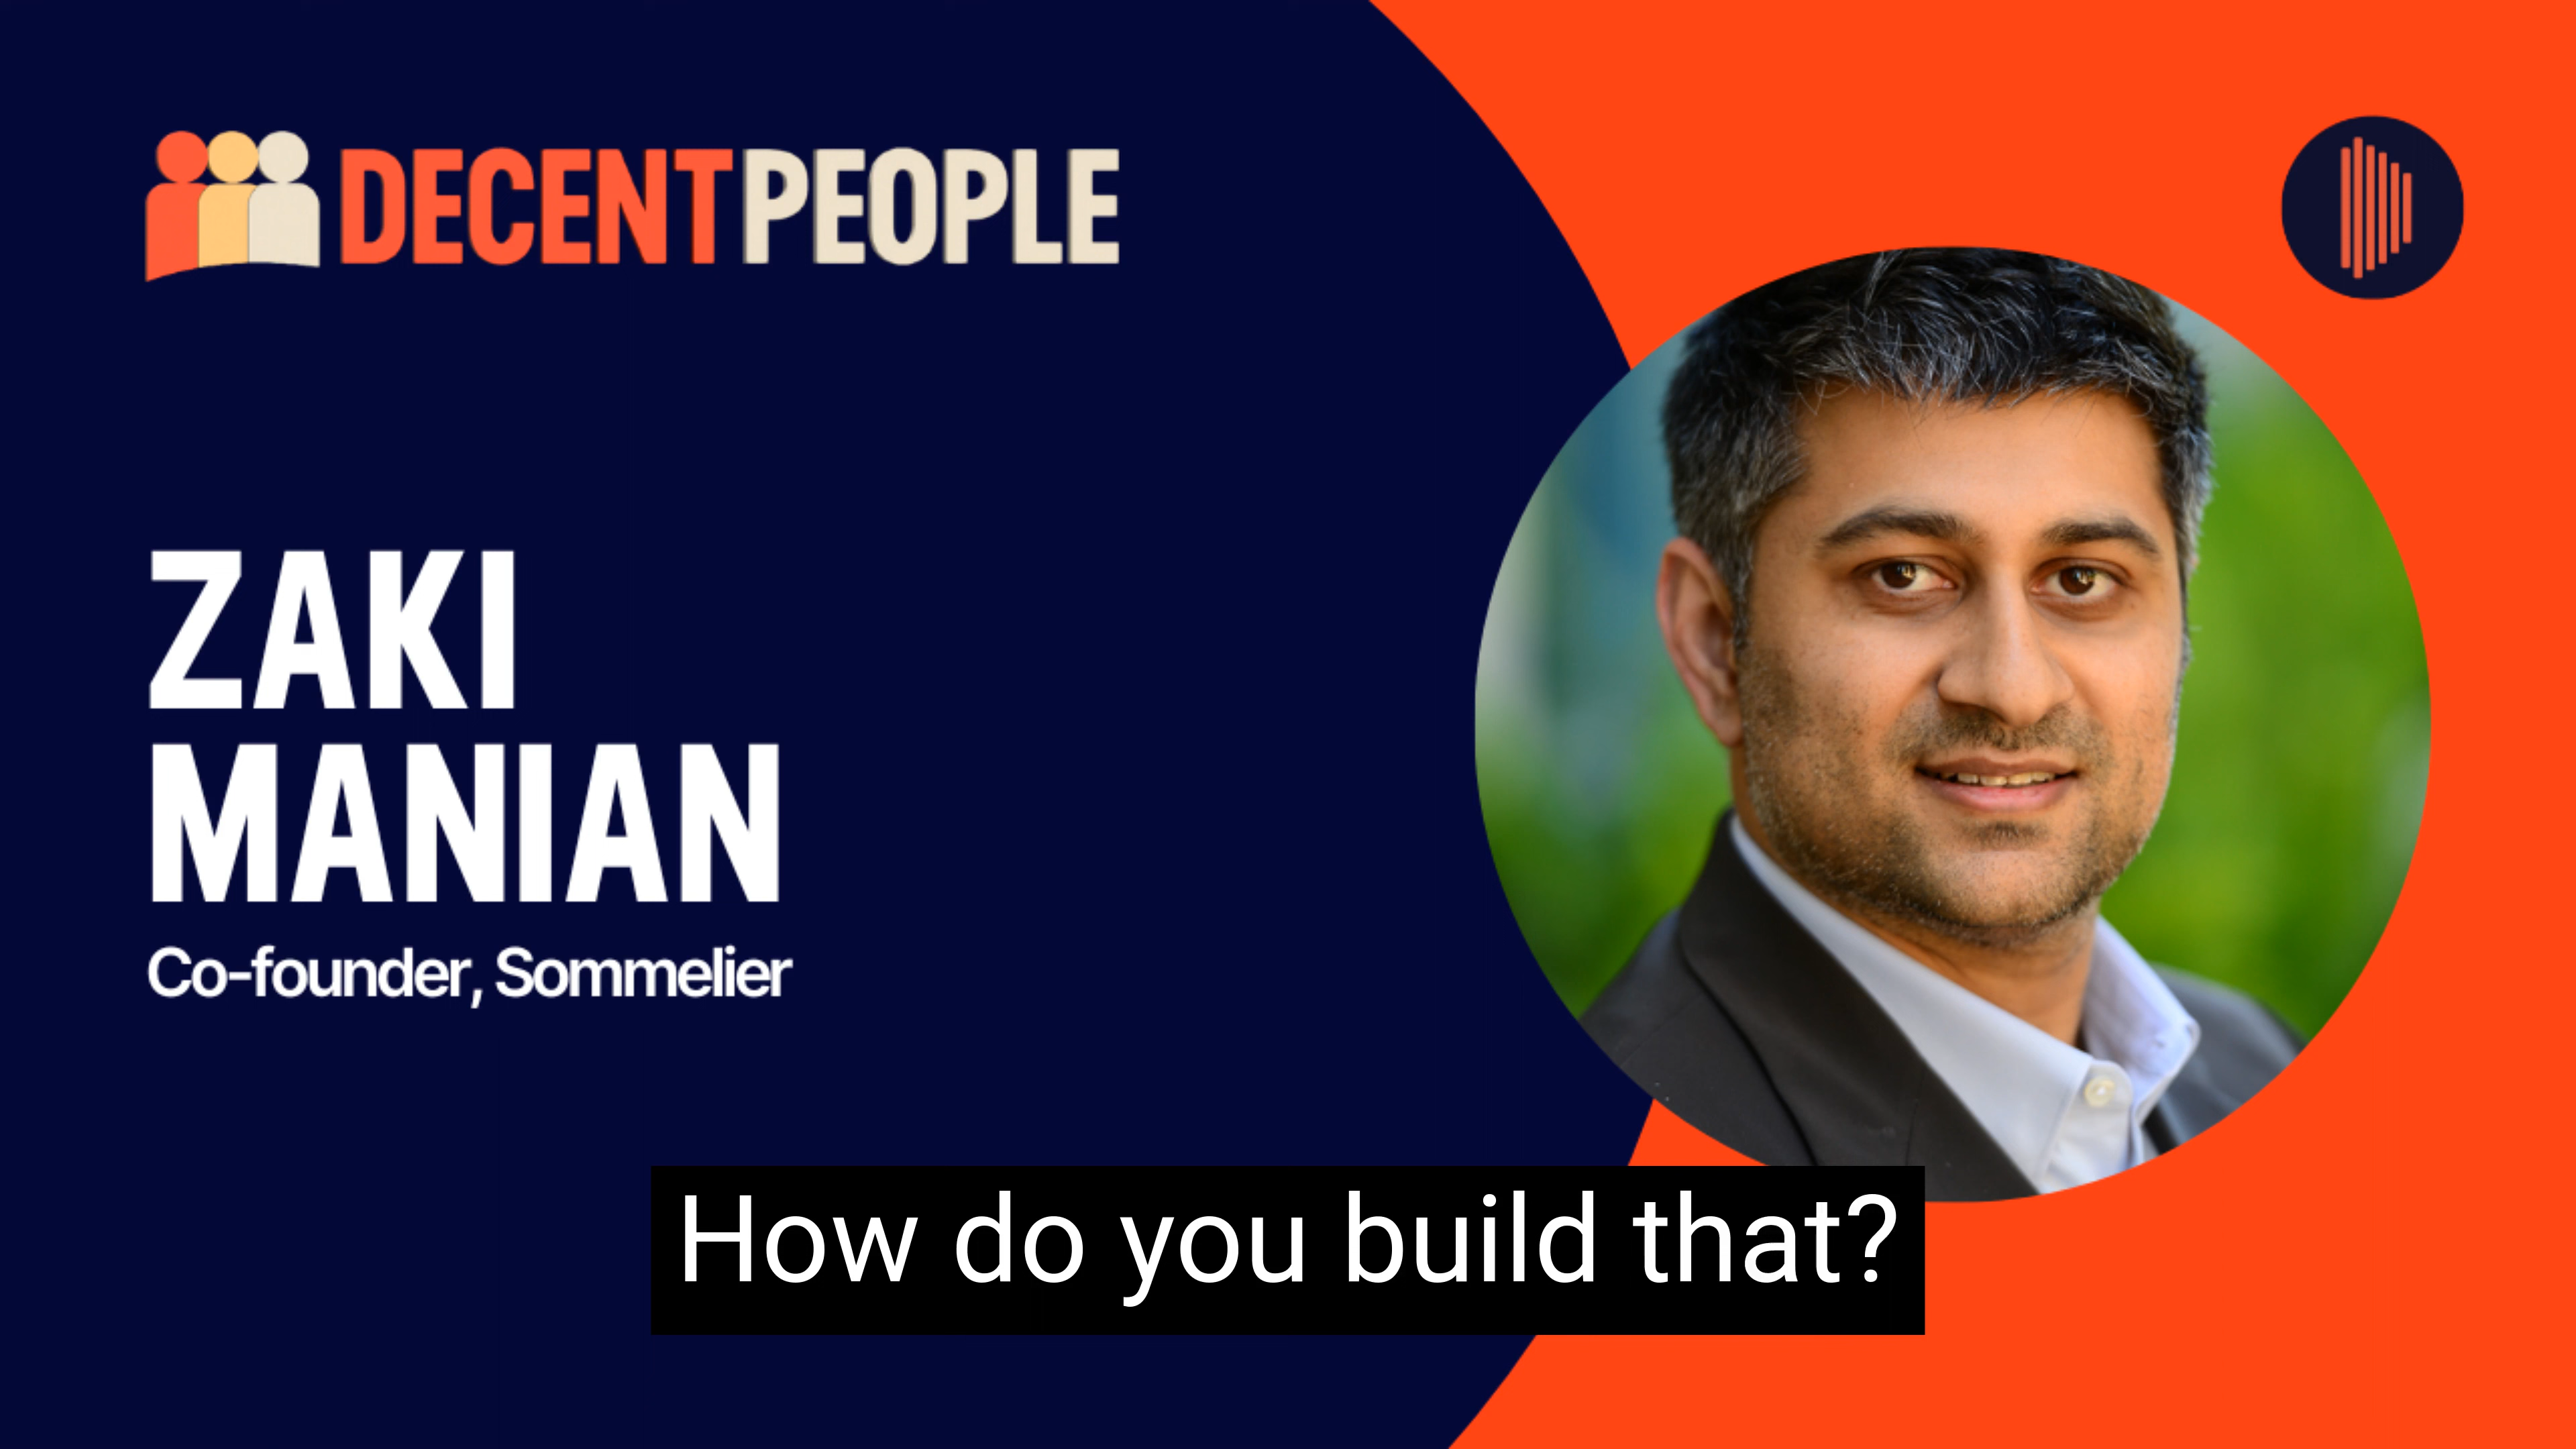 DECENTPEOPLE
ZAKI
MANIAN
Co-founder, Sommelier
How do you build that?